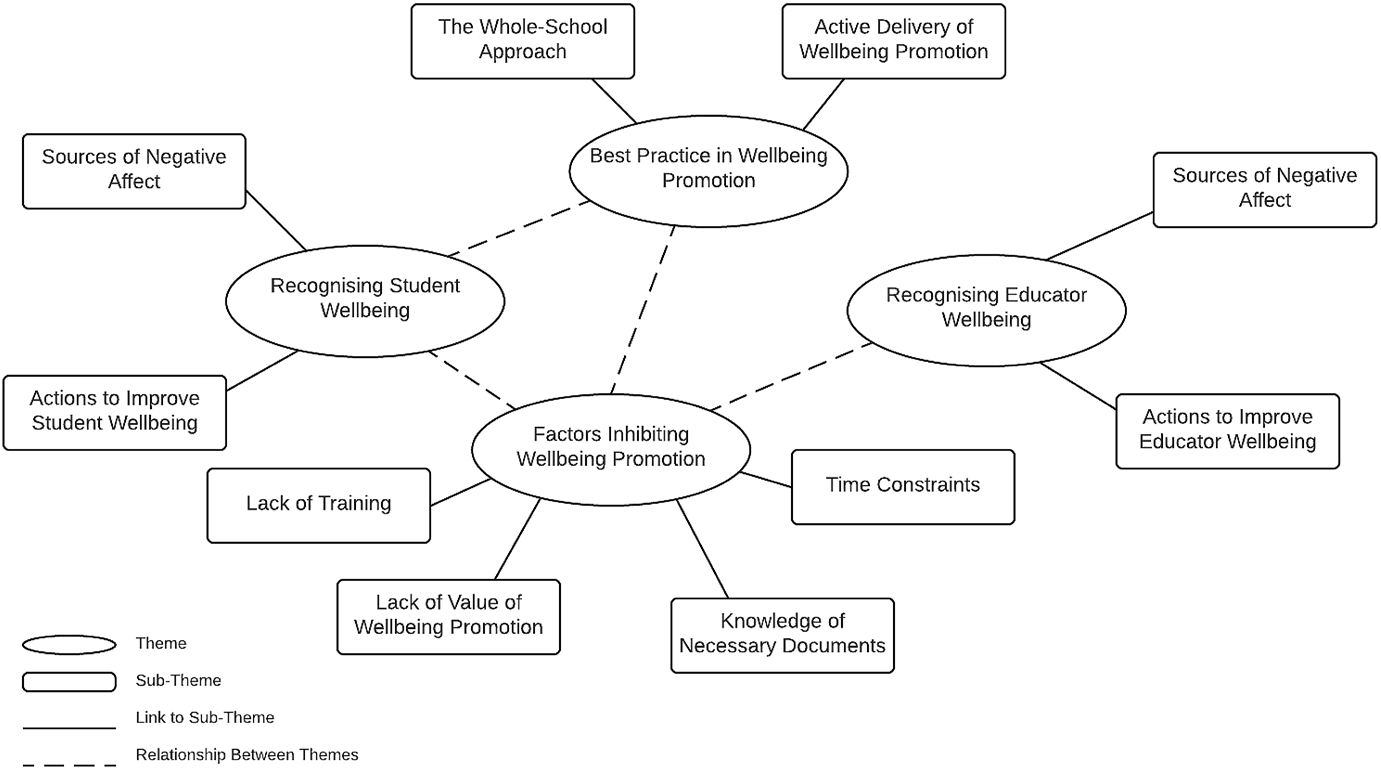 The Whole-School
Approach
Active Delivery of
Wellbeing Promotion
Best Practice in Wellbeing
Promotion
Sources of Negative
Affect
Sources of Negative
Affect
Recognising Student
Wellbeing
Recognising Educator
Wellbeing
Actions to Improve
Student Wellbeing
Actions to Improve
Educator Wellbeing
Factors Inhibiting
Wellbeing Promotion
Lack of Training
Time Constraints
Lack of Value of
Wellbeing Promotion
Knowledge of
Necessary Documents
Theme
Sub-Theme
Link to Sub-Theme
Relationship Between Themes